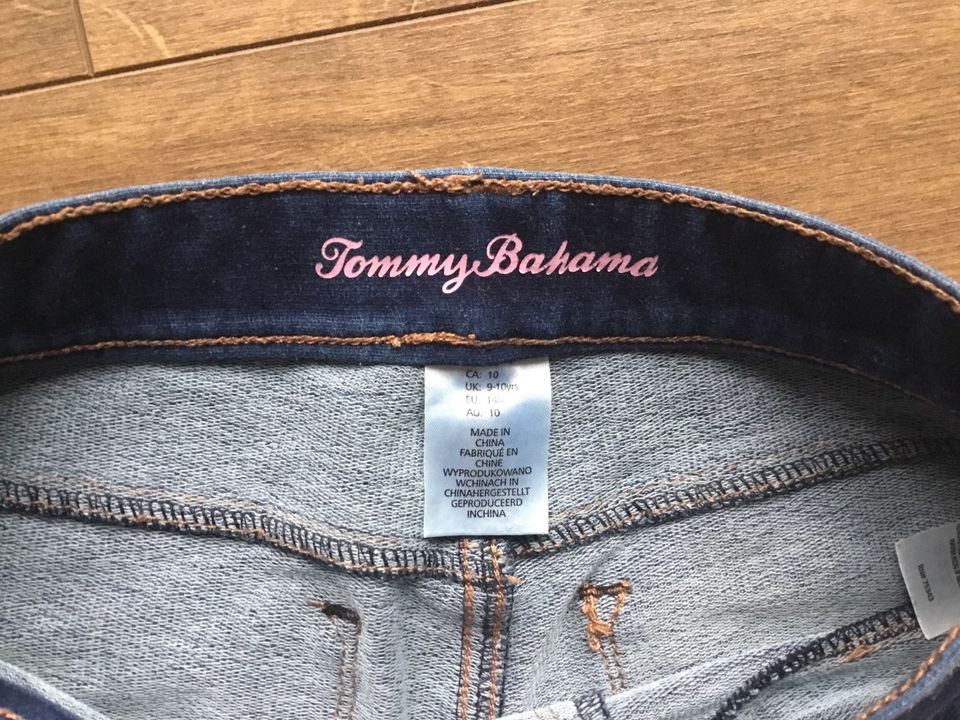 Tommy Bahama
CA: 10
UK: 9-10yrs
EU: 140
AU: 10
MADE IN
CHINA
FABRIQUÉ EN
CHINE
WYPRODUKOWANO
WCHINACH IN
CHINAHERGESTELLT
GEPRODUCEERD
INCHINA